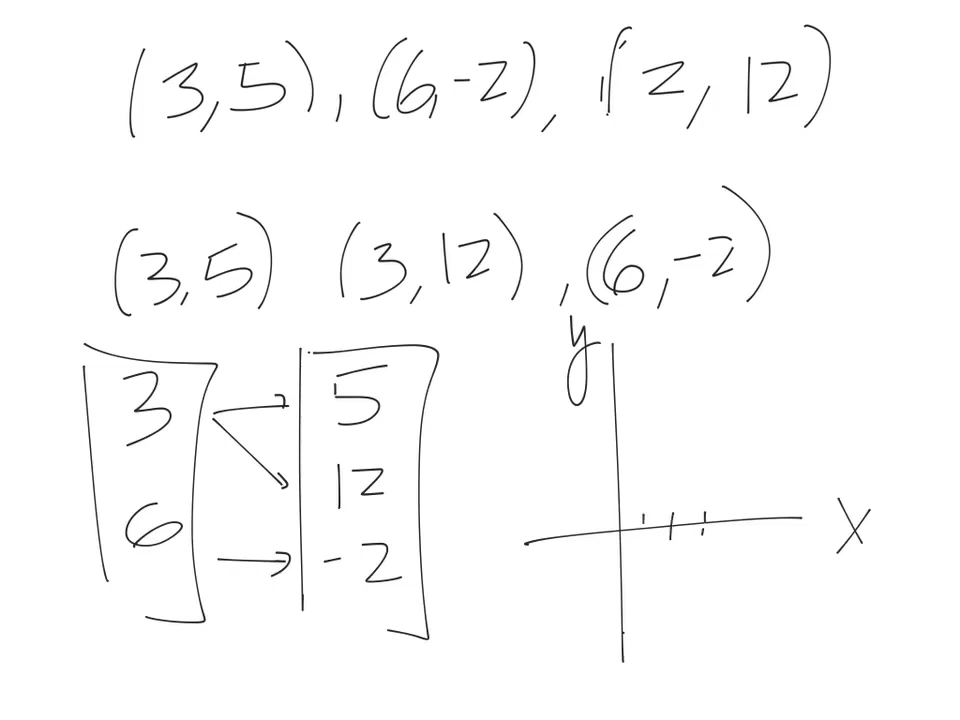 (3,5), (6,-2), (2, 12)
(3,5) (3,12), (6,-2)
3 5
12
6 -2
y
x